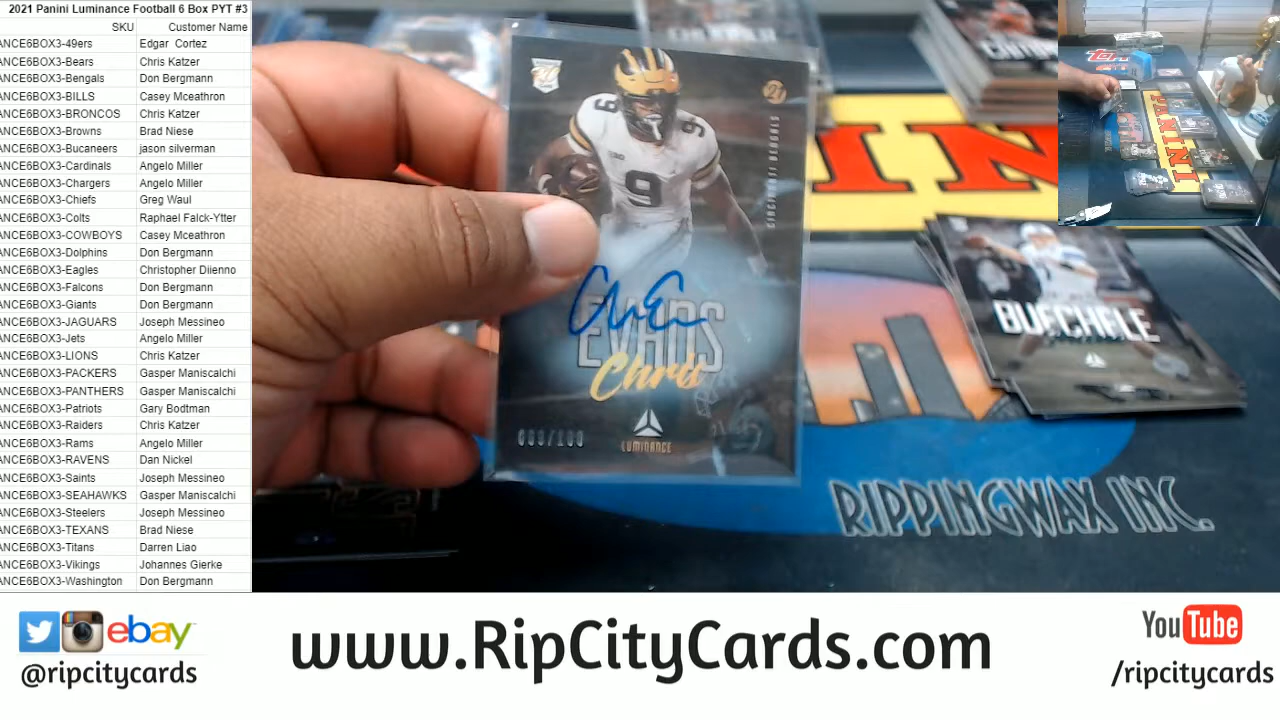 2021 Panini Luminance Football 6 Box PYT #3
SKU Customer Name
ANCE6BOX3-49ers Edgar Cortez
ANCE6BOX3-Bears Chris Katzer
ANCE6BOX3-Bengals Don Bergmann
ANCE6BOX3-BILLS Casey Mceathron
ANCE6BOX3-BRONCOS Chris Katzer
ANCE6BOX3-Browns Brad Niese
ANCE6BOX3-Bucaneers jason silverman
ANCE6BOX3-Cardinals Angelo Miller
ANCE6BOX3-Chargers Angelo Miller
ANCE6BOX3-Chiefs Greg Waul
ANCE6BOX3-Colts Raphael Falck-Ytter
ANCE6BOX3-COWBOYS Casey Mceathron
ANCE6BOX3-Dolphins Don Bergmann
ANCE6BOX3-Eagles Christopher Diienno
ANCE6BOX3-Falcons Don Bergmann
ANCE6BOX3-Giants Don Bergmann
ANCE6BOX3-JAGUARS Joseph Messineo
ANCE6BOX3-Jets Angelo Miller
ANCE6BOX3-LIONS Chris Katzer
ANCE6BOX3-PACKERS Gasper Maniscalchi
ANCE6BOX3-PANTHERS Gasper Maniscalchi
ANCE6BOX3-Patriots Gary Bodtman
ANCE6BOX3-Raiders Chris Katzer
ANCE6BOX3-Rams Angelo Miller
ANCE6BOX3-RAVENS Dan Nickel
ANCE6BOX3-Saints Joseph Messineo
ANCE6BOX3-SEAHAWKS Gasper Maniscalchi
ANCE6BOX3-Steelers Joseph Messineo
ANCE6BOX3-TEXANS Brad Niese
ANCE6BOX3-Titans Darren Liao
ANCE6BOX3-Vikings Johannes Gierke
ANCE6BOX3-Washington Don Bergmann
21
9
9
9
CINCINNATI BENGALS
EVANS
Chris
LUMINANCE
BUECHELE
RIPPINGWAX INC.
Topps
PANINI
ebay
@ripcitycards
www.RipCityCards.com
YouTube
/ripcitycards